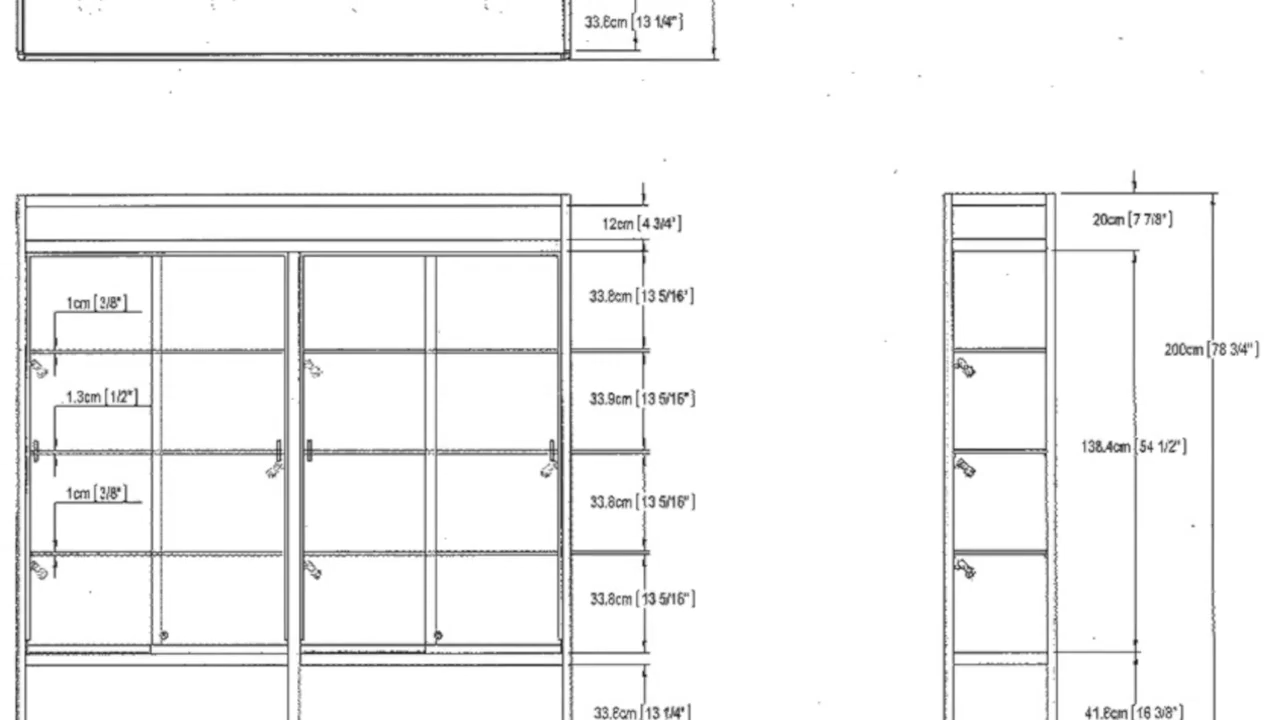 33.6cm [13 1/4"]
12cm [4 3/4"]
20cm [7 7/8"]
1cm [3/8"]
33.8cm [13 5/16"]
200cm [78 3/4"]
1.3cm [1/2"]
33.9cm [13 5/16"]
138.4cm [54 1/2"]
1cm [3/8"]
33.8cm [13 5/16"]
33.8cm [13 5/16"]
33.6cm [13 1/4"]
41.6cm [16 3/8"]